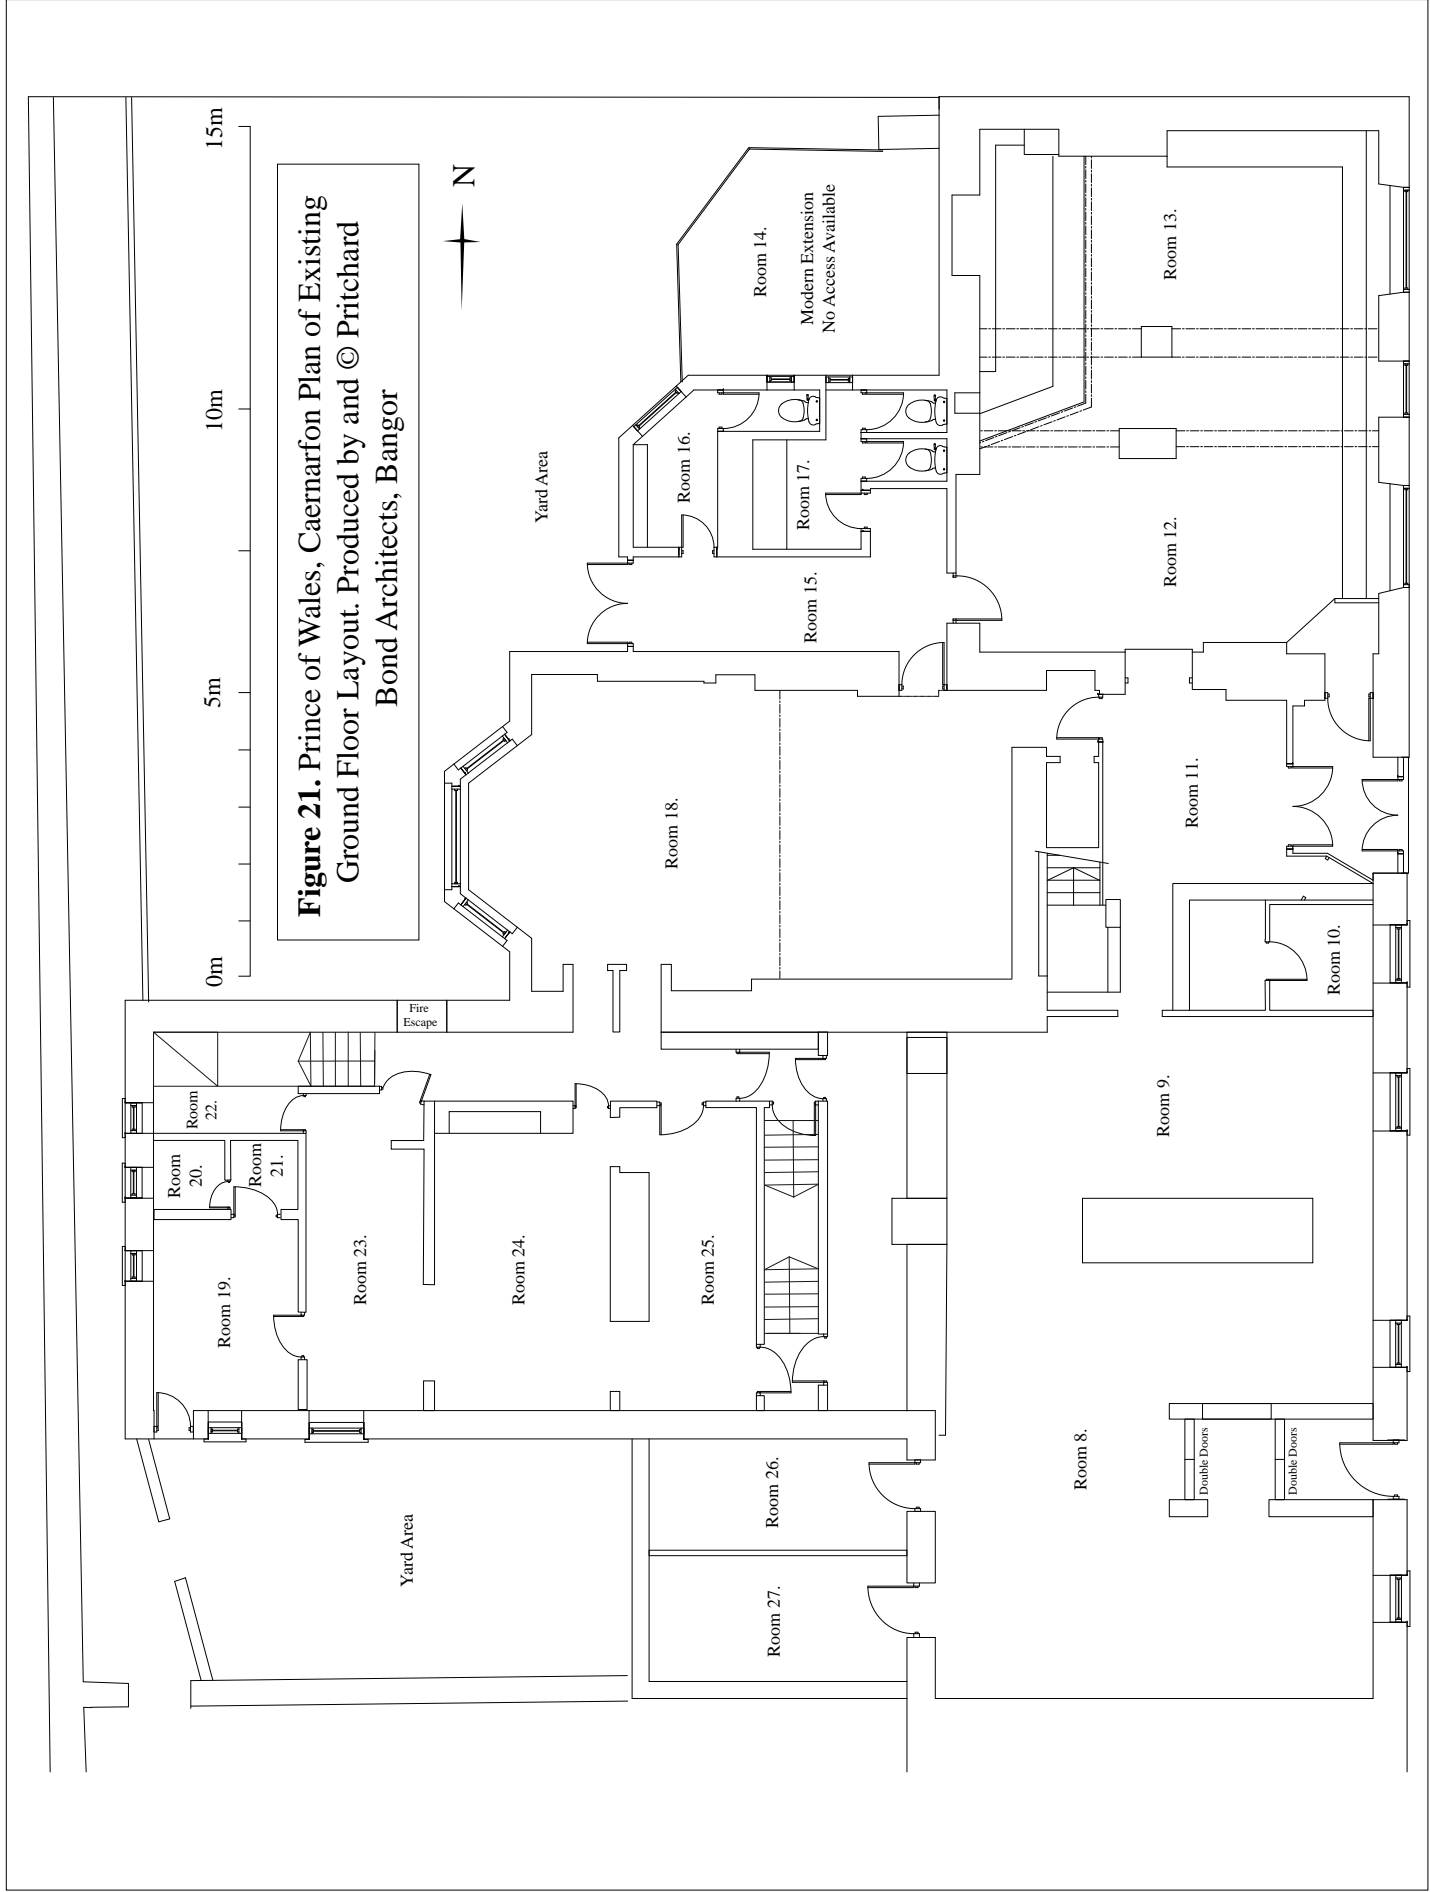 Figure 21. Prince of Wales, Caernarfon Plan of Existing
Ground Floor Layout. Produced by and © Pritchard
Bond Architects, Bangor
0m
5m
10m
15m
N
Yard Area
Fire
Escape
Room
22.
Room
20.
Room
21.
Room 19.
Room 23.
Room 24.
Room 25.
Yard Area
Room 26.
Room 27.
Room 18.
Room 16.
Room 17.
Room 15.
Room 14.
Modern Extension
No Access Available
Room 13.
Room 12.
Room 11.
Room 10.
Room 9.
Room 8.
Double Doors
Double Doors